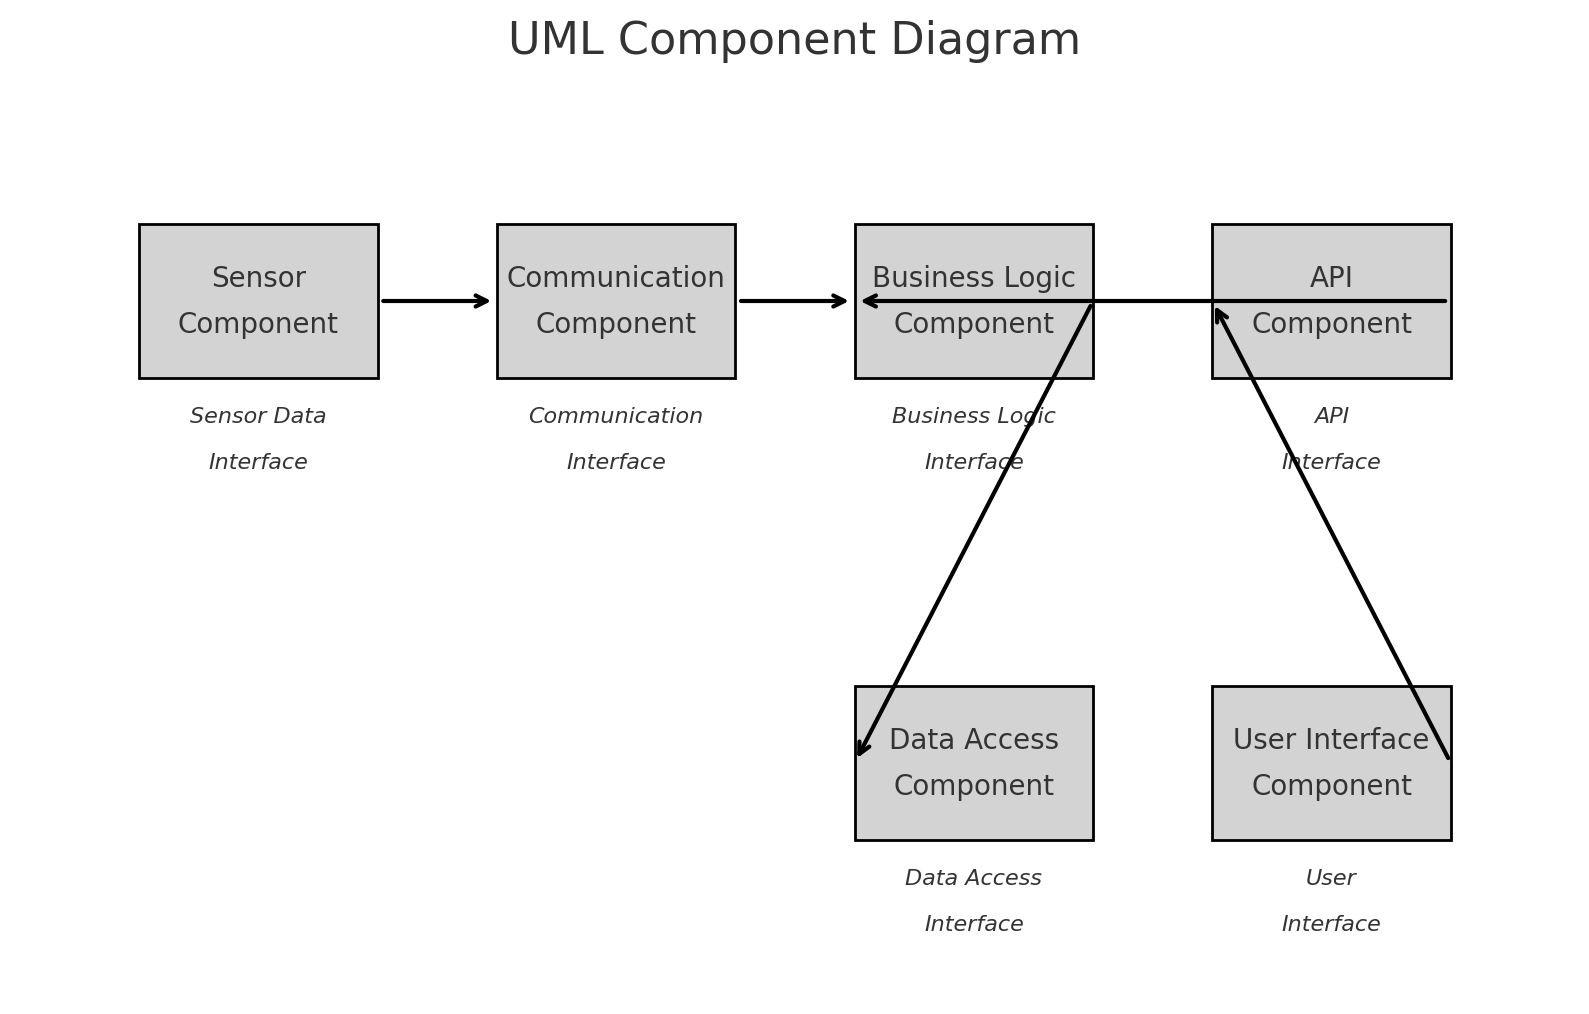 UML Component Diagram
Sensor
Component
Sensor Data
Interface
Communication
Component
Communication
Interface
Business Logic
Component
Business Logic
Interface
API
Component
API
Interface
Data Access
Component
Data Access
Interface
User Interface
Component
User
Interface